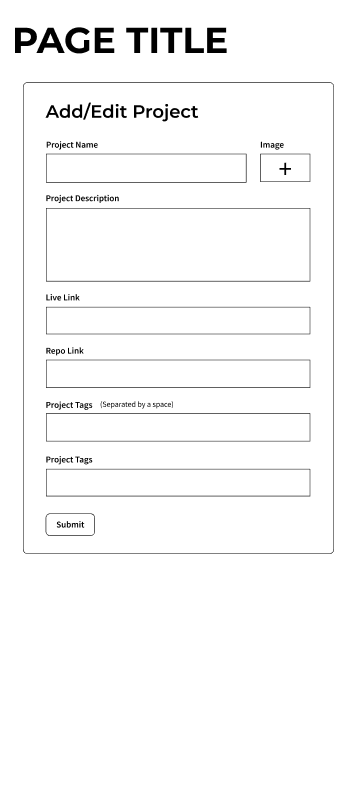 PAGE TITLE
Add/Edit Project
Project Name Image
+
Project Description
Live Link
Repo Link
Project Tags (Separated by a space)
Project Tags
Submit